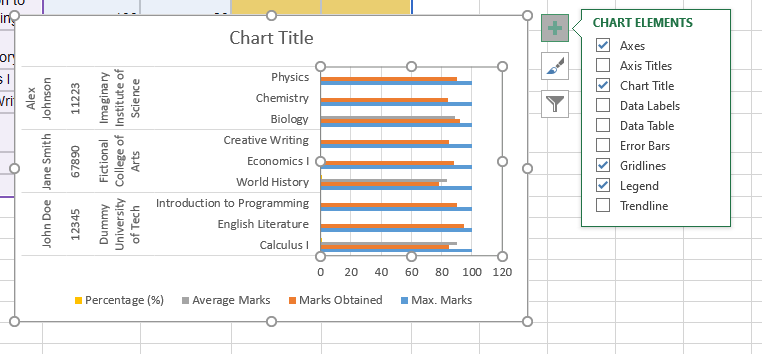 Chart Title
Alex
Johnson
11223
Imaginary
Institute of
Science
Physics
Chemistry
Biology
Jane Smith
67890
Fictional
College of
Arts
Creative Writing
Economics I
World History
John Doe
12345
Dummy
University
of Tech
Introduction to Programming
English Literature
Calculus I
0 20 40 60 80 100 120
Percentage (%) Average Marks Marks Obtained Max. Marks
CHART ELEMENTS
Axes
Axis Titles
Chart Title
Data Labels
Data Table
Error Bars
Gridlines
Legend
Trendline